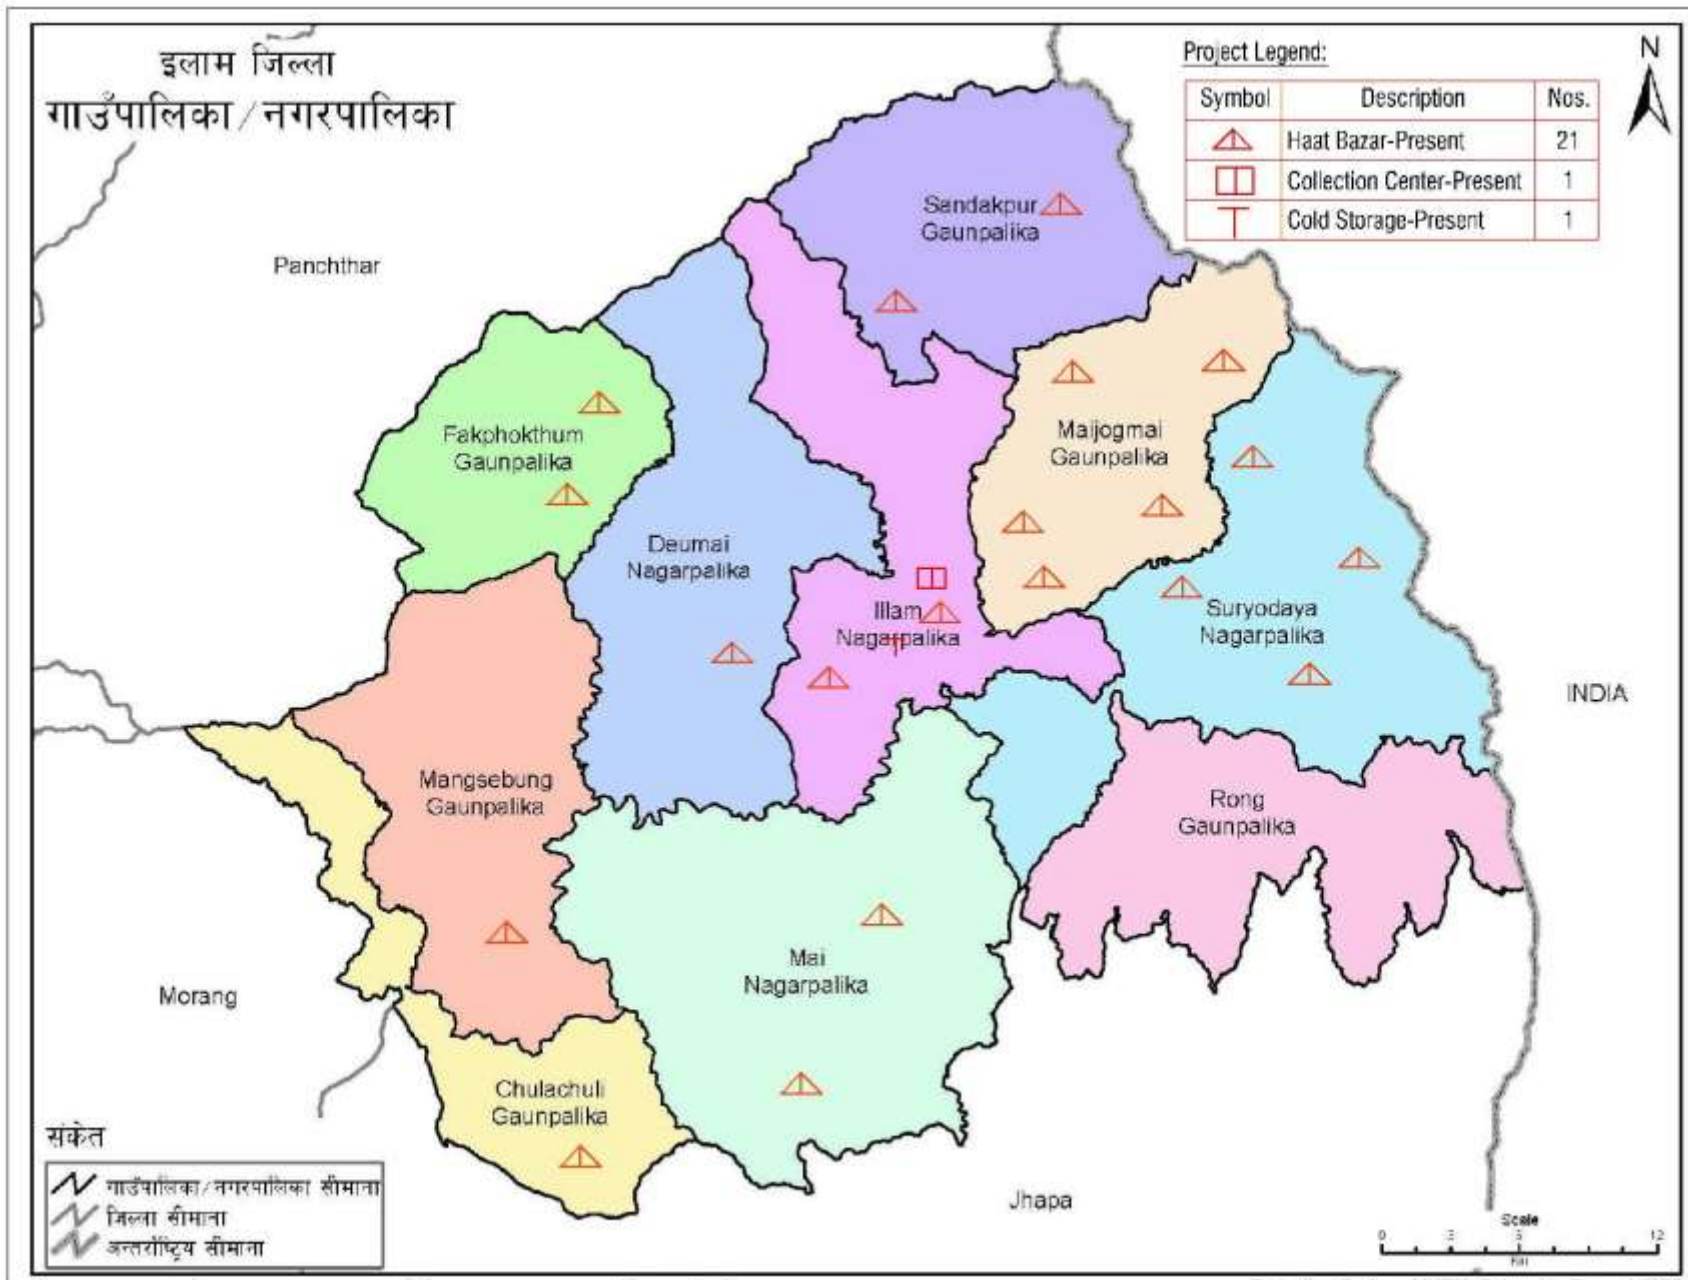 इलाम जिल्ला
गाउँपालिका/नगरपालिका
Project Legend:
Symbol Description Nos.
Haat Bazar-Present 21
Collection Center-Present 1
Cold Storage-Present 1
N
Sandakpur
Gaunpalika
Panchthar
Fakphokthum
Gaunpalika
Maijogmai
Gaunpalika
Deumai
Nagarpalika
Illam
Nagarpalika
Suryodaya
Nagarpalika
INDIA
Mangsebung
Gaunpalika
Rong
Gaunpalika
Mai
Nagarpalika
Morang
Chulachuli
Gaunpalika
Jhapa
संकेत
गाउँपालिका/नगरपालिका सीमाना
जिल्ला सीमाना
अन्तर्राष्ट्रिय सीमाना
Scale
0 3 6 12
Km